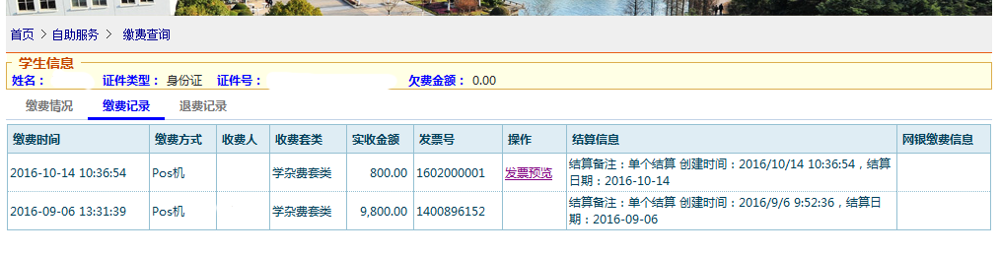 首页 > 自助服务 > 缴费查询
学生信息
姓名： 证件类型： 身份证 证件号： 欠费金额： 0.00
缴费情况 缴费记录 退费记录
缴费时间 缴费方式 收费人 收费套类 实收金额 发票号 操作 结算信息 网银缴费信息
2016-10-14 10:36:54 Pos机 学杂费套类 800.00 1602000001 发票预览 结算备注：单个结算 创建时间：2016/10/14 10:36:54，结算
日期：2016-10-14
2016-09-06 13:31:39 Pos机 学杂费套类 9,800.00 1400896152 结算备注：单个结算 创建时间：2016/9/6 9:52:36，结算日
期：2016-09-06